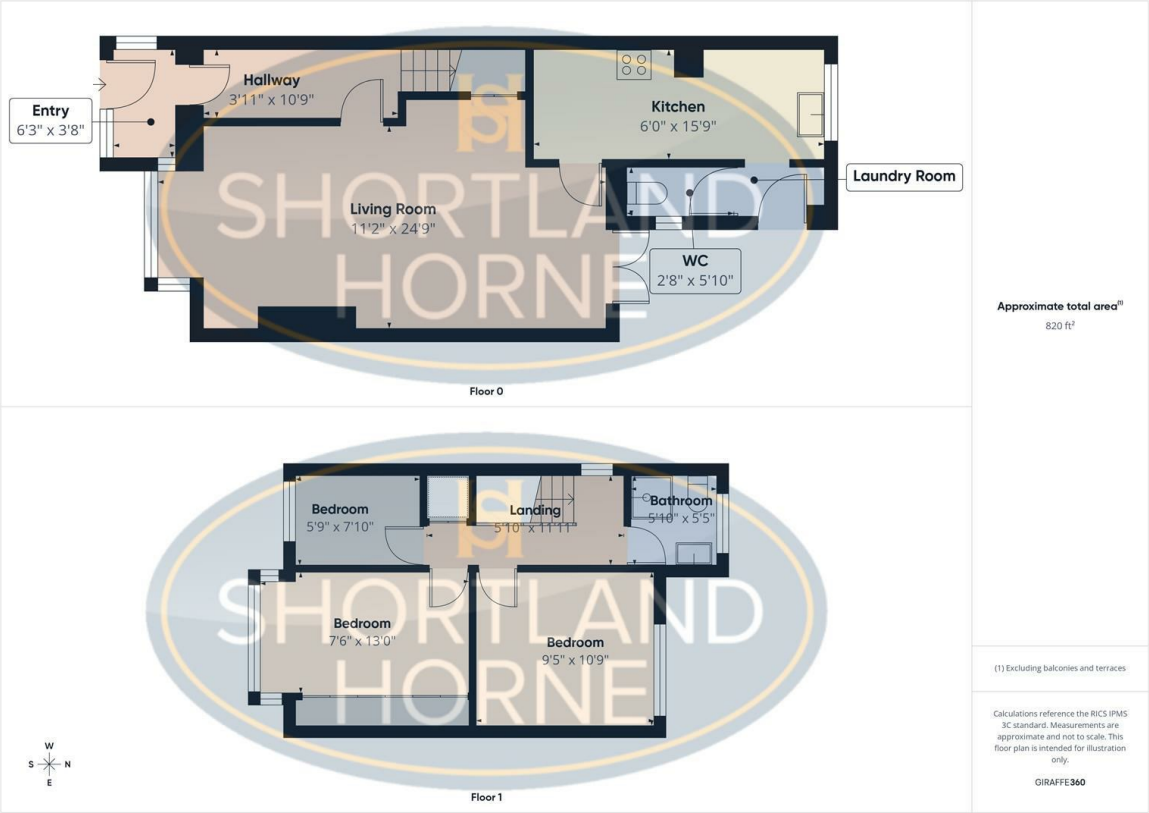 Entry
6'3" x 3'8"
Hallway
3'11" x 10'9"
Kitchen
6'0" x 15'9"
Laundry Room
Living Room
11'2" x 24'9"
WC
2'8" x 5'10"
SHORTLAND
HORNE
Floor 0
Approximate total area(1)
820 ft²
Bedroom
5'9" x 7'10"
Landing
5'10" x 11'11"
Bathroom
5'10" x 5'5"
Bedroom
7'6" x 13'0"
Bedroom
9'5" x 10'9"
SHORTLAND
HORNE
Floor 1
W
S N
E
(1) Excluding balconies and terraces
Calculations reference the RICS IPMS
3C standard. Measurements are
approximate and not to scale. This
floor plan is intended for illustration
only.
GIRAFFE360